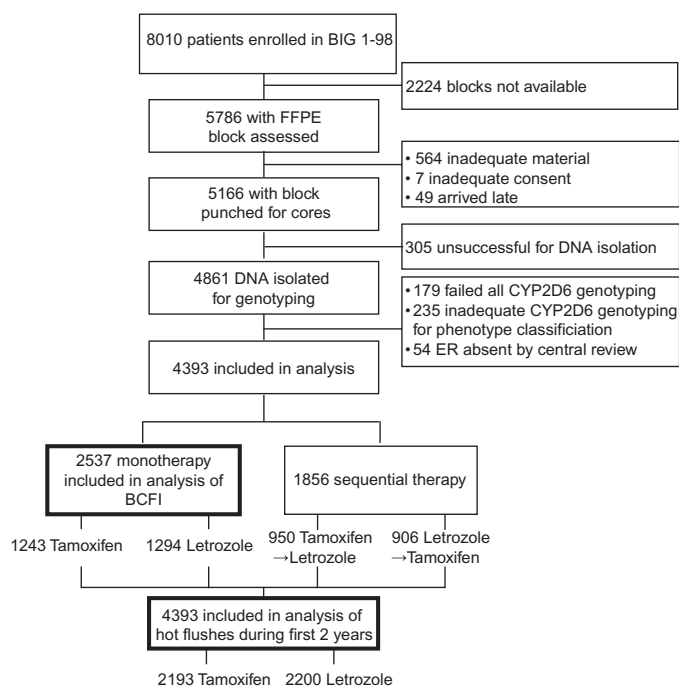 8010 patients enrolled in BIG 1-98
2224 blocks not available
5786 with FFPE
block assessed
• 564 inadequate material
• 7 inadequate consent
• 49 arrived late
5166 with block
punched for cores
305 unsuccessful for DNA isolation
4861 DNA isolated
for genotyping
• 179 failed all CYP2D6 genotyping
• 235 inadequate CYP2D6 genotyping
for phenotype classificiation
• 54 ER absent by central review
4393 included in analysis
2537 monotherapy
included in analysis of
BCFI
1856 sequential therapy
1243 Tamoxifen
1294 Letrozole
950 Tamoxifen
→Letrozole
906 Letrozole
→Tamoxifen
4393 included in analysis of
hot flushes during first 2 years
2193 Tamoxifen
2200 Letrozole